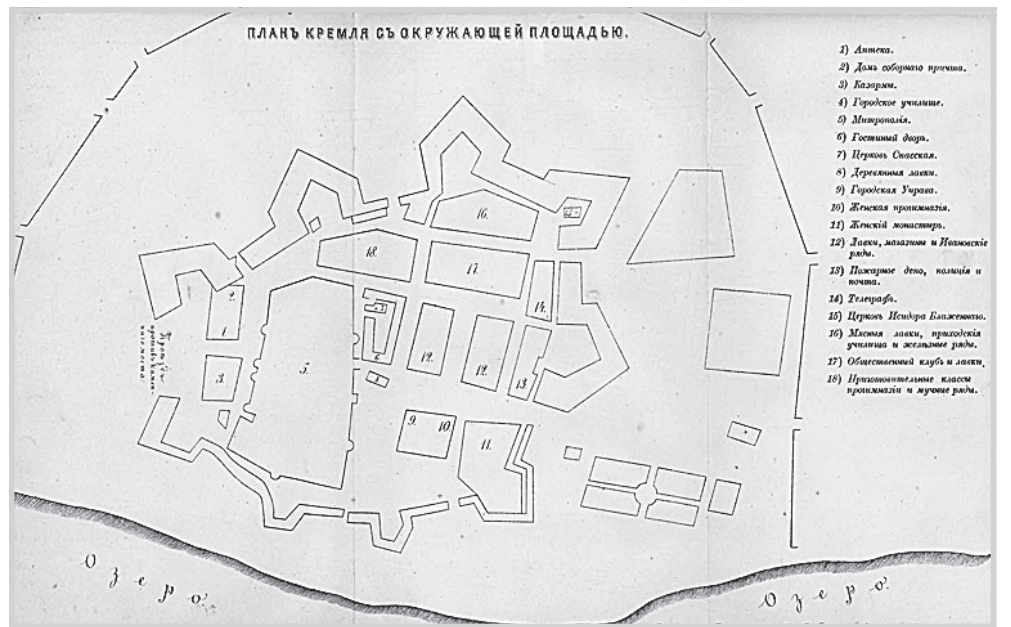 ПЛАНЪ КРЕМЛЯ СЪ ОКРУЖАЮЩЕЙ ПЛОЩАДЬЮ.
1) Аптека.
2) Домъ соборнаго причта.
3) Казармы.
4) Городское училище.
5) Митрополія.
6) Гостиный дворъ.
7) Церковь Спасская.
8) Деревянныя лавки.
9) Городская Управа.
10) Женская прогимназія.
11) Женскій монастырь.
12) Лавки, магазины и Ивановскіе
ряды.
13) Пожарное депо, полиція и
почта.
14) Телеграфъ.
15) Церковь Исидора Блаженнаго.
16) Мясныя лавки, приходскія
училища и желѣзные ряды.
17) Общественный клубъ и лавки.
18) Приготовительные классы
прогимназіи и мучные ряды.
16.
18.
17.
14.
2.
1
3.
5.
12.
12.
13.
9.
10.
11.
Озеро.
Озеро.